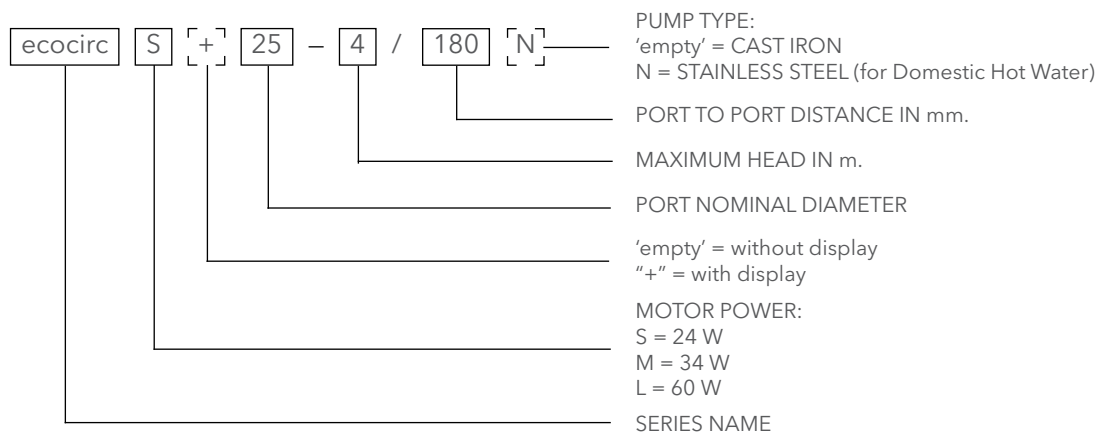 ecocirc S + 25 – 4 / 180 N
PUMP TYPE:
‘empty’ = CAST IRON
N = STAINLESS STEEL (for Domestic Hot Water)
PORT TO PORT DISTANCE IN mm.
MAXIMUM HEAD IN m.
PORT NOMINAL DIAMETER
‘empty’ = without display
“+” = with display
MOTOR POWER:
S = 24 W
M = 34 W
L = 60 W
SERIES NAME